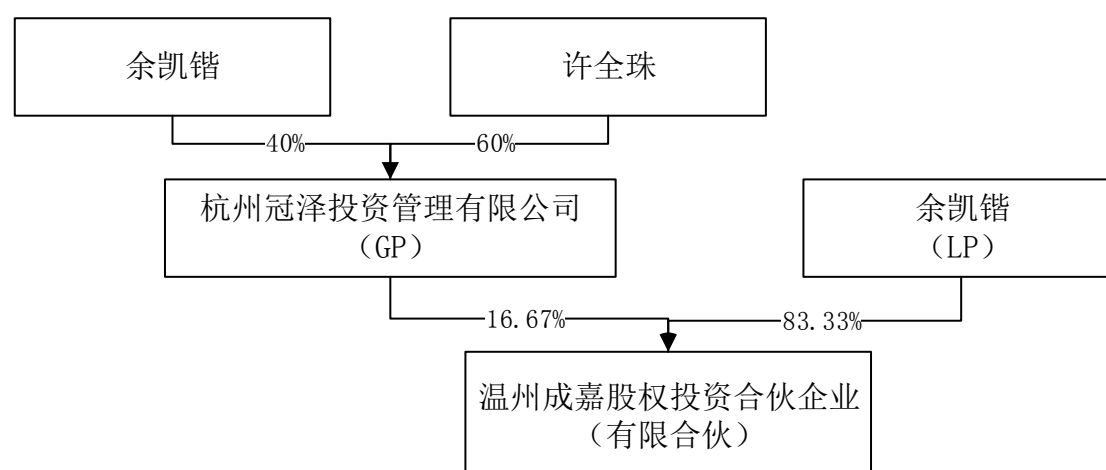 余凯锴
许全珠
40%
60%
杭州冠泽投资管理有限公司
（GP）
余凯锴
（LP）
16.67%
83.33%
温州成嘉股权投资合伙企业
（有限合伙）